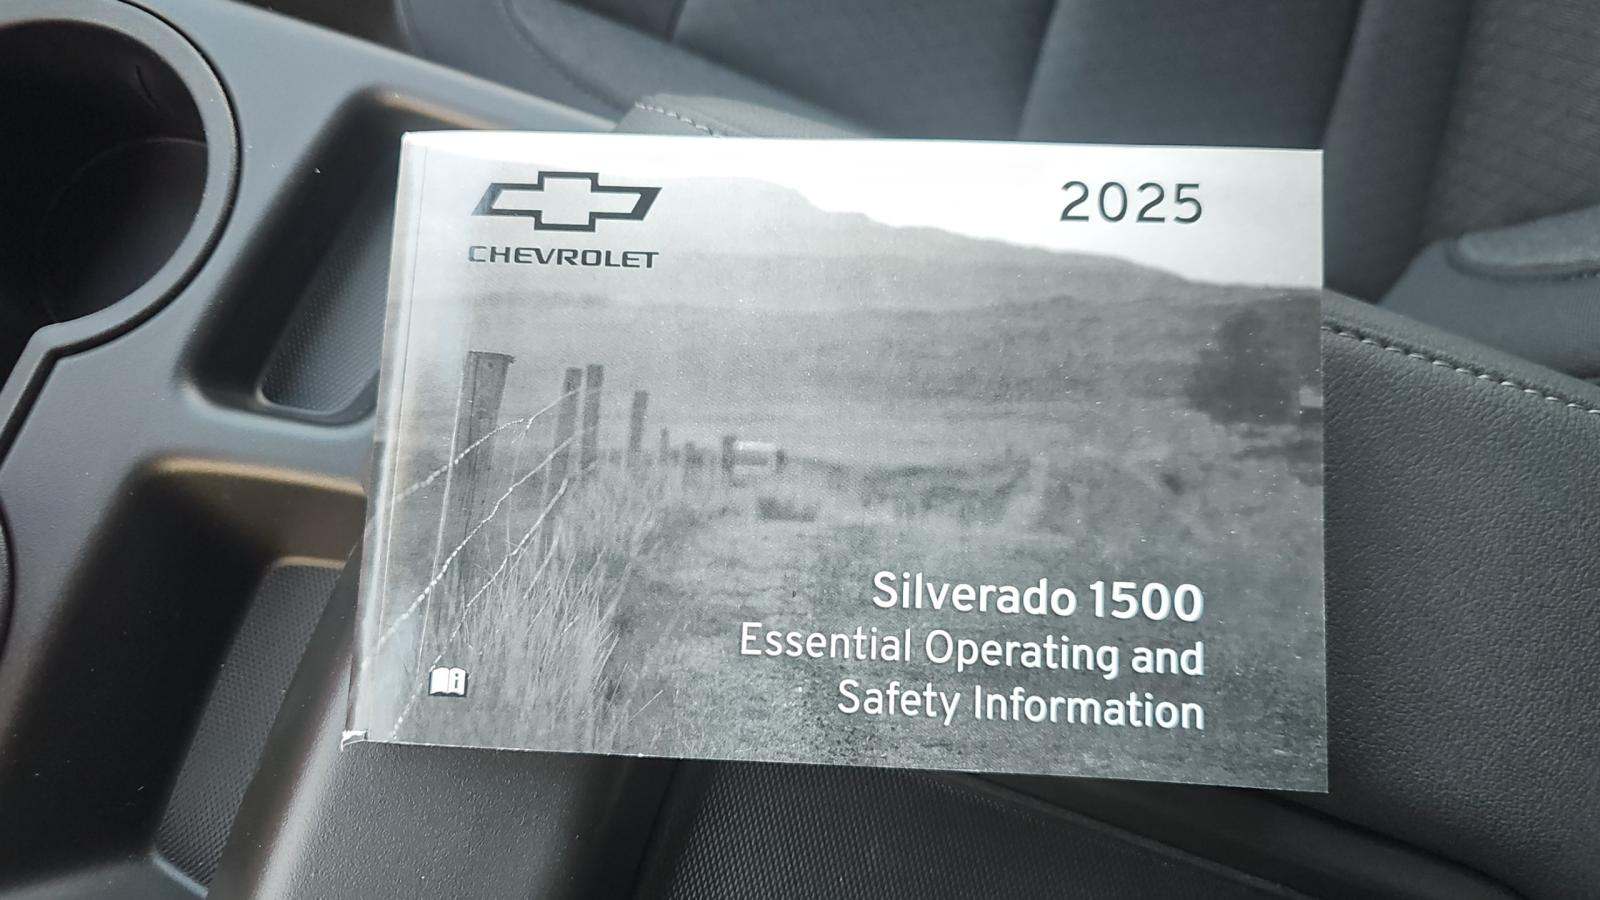 CHEVROLET
2025
Silverado 1500
Essential Operating and
Safety Information